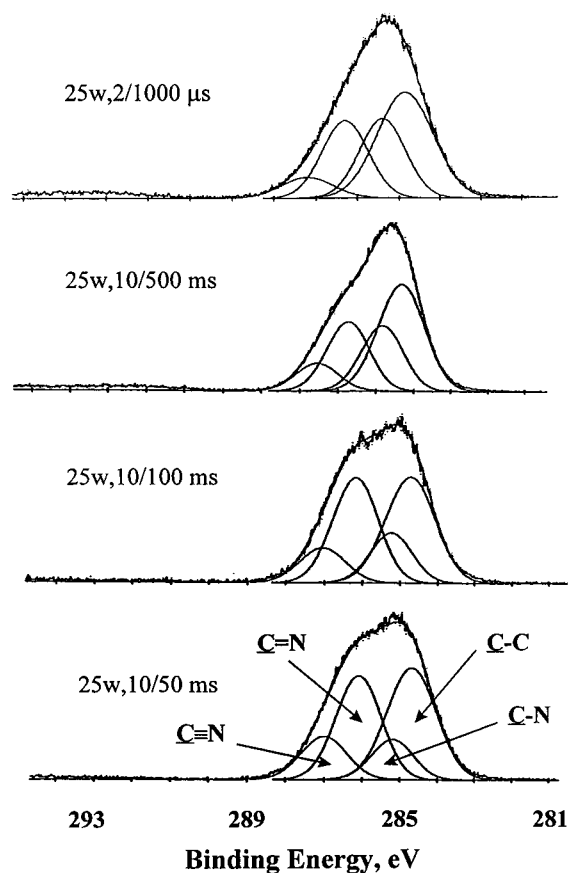 25w,2/1000 μs
25w,10/500 ms
25w,10/100 ms
C=N
C-C
25w,10/50 ms
C≡N
C-N
293 289 285 281
Binding Energy, eV